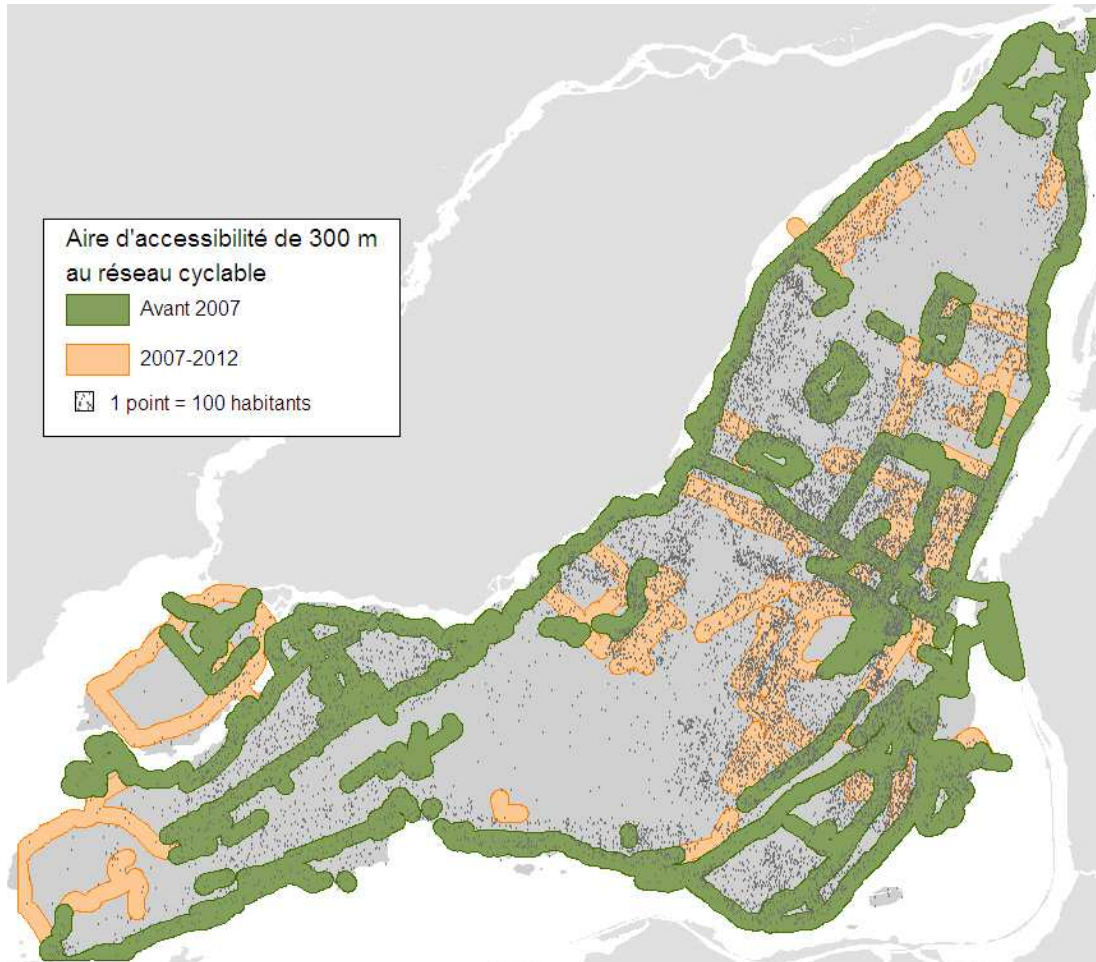 Aire d'accessibilité de 300 m
au réseau cyclable
Avant 2007
2007-2012
1 point = 100 habitants